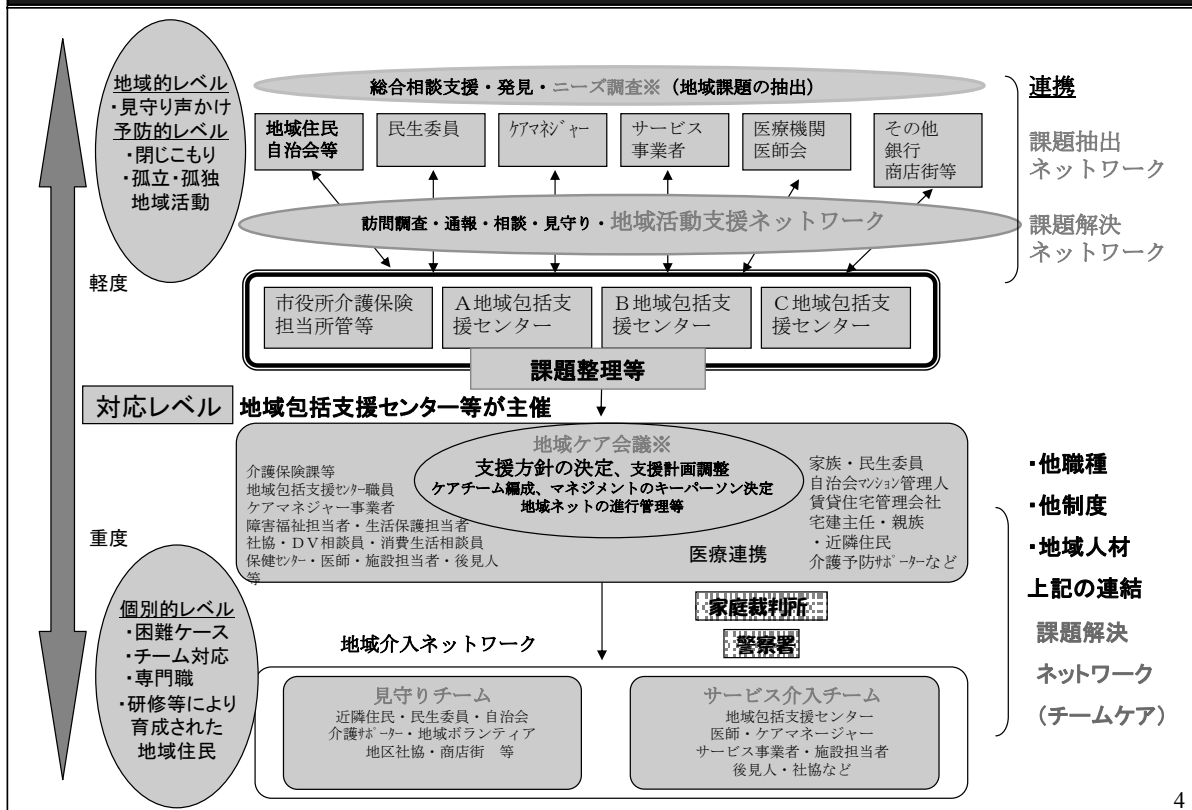 総合相談支援・発見・ニーズ調査※（地域課題の抽出）
地域的レベル
・見守り声かけ
予防的レベル
・閉じこもり
・孤立・孤独
地域活動
軽度
地域住民
自治会等
民生委員
ｹｱﾏﾈｼﾞｬｰ
サービス
事業者
医療機関
医師会
その他
銀行
商店街等
連携
課題抽出
ネットワーク
課題解決
ネットワーク
訪問調査・通報・相談・見守り・地域活動支援ネットワーク
市役所介護保険
担当所管等
A地域包括支
援センター
B地域包括支
援センター
C地域包括支
援センター
課題整理等
対応レベル
地域包括支援センター等が主催
地域ケア会議※
支援方針の決定、支援計画調整
ケアチーム編成、マネジメントのキーパーソン決定
地域ネットの進行管理等
介護保険課等
地域包括支援ｾﾝﾀｰ職員
ケアマネジャー事業者
障害福祉担当者・生活保護担当者
社協・DV相談員・消費生活相談員
保健ｾﾝﾀｰ・医師・施設担当者・後見人
等
家族・民生委員
自治会ﾏﾝｼｮﾝ管理人
賃貸住宅管理会社
宅建主任・親族
・近隣住民
介護予防ｻﾎﾟｰﾀｰなど
医療連携
・他職種
・他制度
・地域人材
上記の連結
課題解決
ネットワーク
（チームケア）
重度
個別的レベル
・困難ケース
・チーム対応
・専門職
・研修等により
育成された
地域住民
家庭裁判所
警察署
地域介入ネットワーク
見守りチーム
近隣住民・民生委員・自治会
介護ｻﾎﾟｰﾀｰ・地域ボランティア
地区社協・商店街　等
サービス介入チーム
地域包括支援センター
医師・ケアマネージャー
サービス事業者・施設担当者
後見人・社協など
4